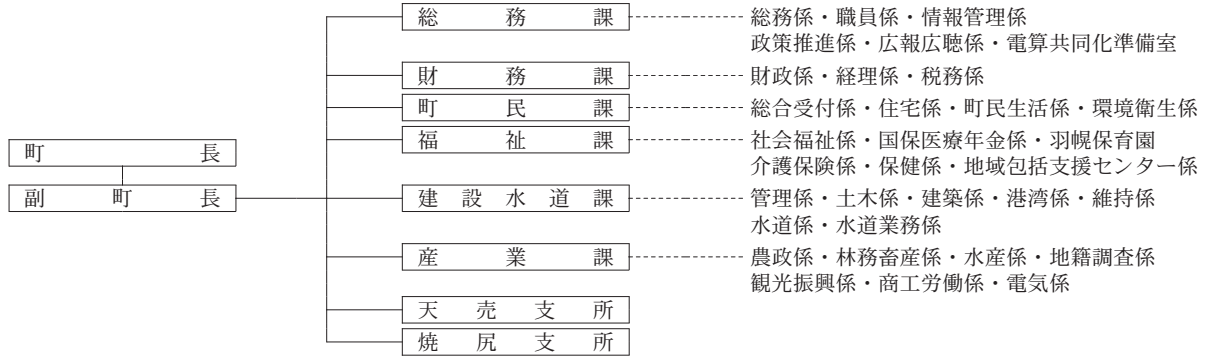 総務課
総務係・職員係・情報管理係
政策推進係・広報広聴係・電算共同化準備室
財務課
財政係・経理係・税務係
町民課
総合受付係・住宅係・町民生活係・環境衛生係
町長
福祉課
社会福祉係・国保医療年金係・羽幌保育園
介護保険係・保健係・地域包括支援センター係
副町長
建設水道課
管理係・土木係・建築係・港湾係・維持係
水道係・水道業務係
産業課
農政係・林務畜産係・水産係・地籍調査係
観光振興係・商工労働係・電気係
天売支所
焼尻支所